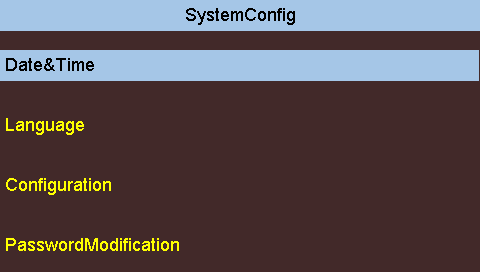 SystemConfig
Date&Time
Language
Configuration
PasswordModification